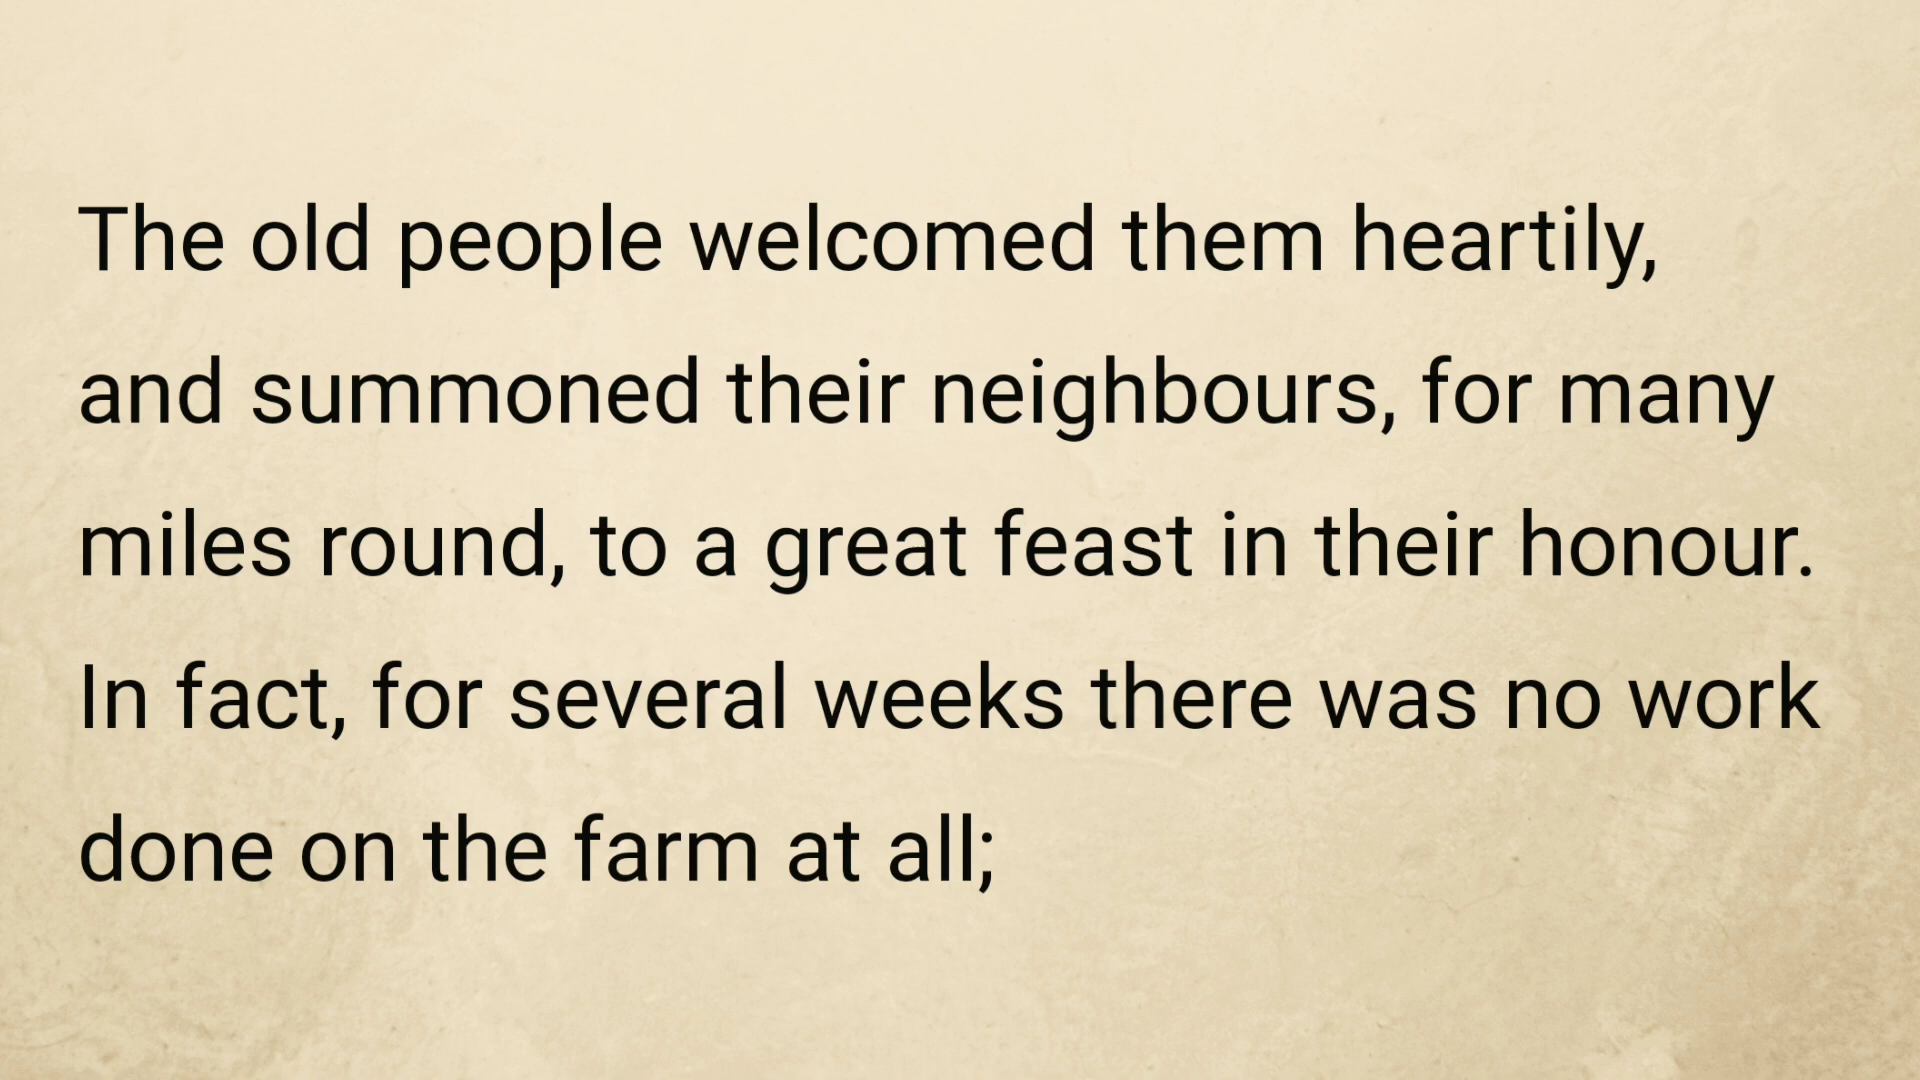 The old people welcomed them heartily,
and summoned their neighbours, for many
miles round, to a great feast in their honour.
In fact, for several weeks there was no work
done on the farm at all;